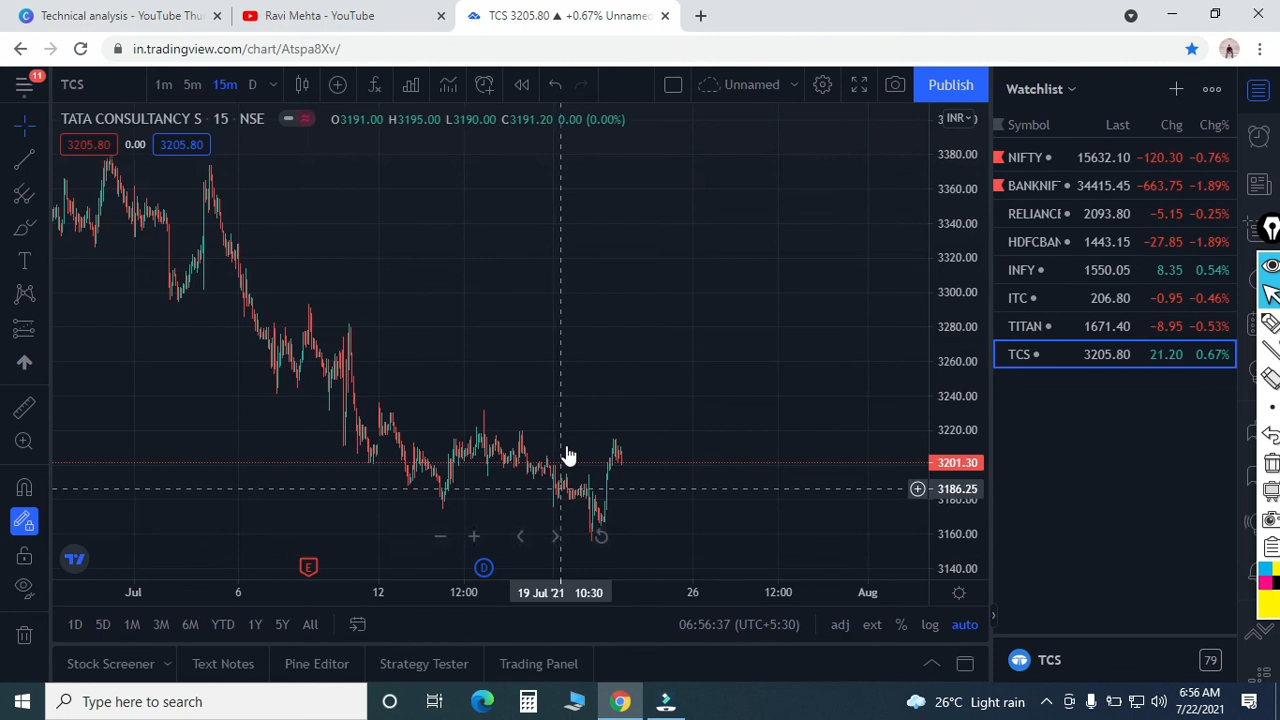 Technical analysis - YouTube Thu
Ravi Mehta - YouTube
TCS 3205.80 ▲ +0.67% Unnamed
in.tradingview.com/chart/Atspa8Xv/
11
TCS
1m 5m 15m D
Unnamed
Publish
TATA CONSULTANCY S · 15 · NSE
O3191.00 H3195.00 L3190.00 C3191.20 0.00 (0.00%)
INR
3205.80 0.00 3205.80
3380.00
3360.00
3340.00
3320.00
3300.00
3280.00
3260.00
3240.00
3220.00
3201.30
3186.25
3180.00
3160.00
3140.00
E
D
Jul 6 12 12:00 19 Jul '21 10:30 26 12:00 Aug
1D 5D 1M 3M 6M YTD 1Y 5Y All
06:56:37 (UTC+5:30) adj ext % log auto
Stock Screener Text Notes Pine Editor Strategy Tester Trading Panel
Watchlist
Symbol Last Chg Chg%
NIFTY 15632.10 -120.30 -0.76%
BANKNIF 34415.45 -663.75 -1.89%
RELIANCE 2093.80 -5.15 -0.25%
HDFCBAN 1443.15 -27.85 -1.89%
INFY 1550.05 8.35 0.54%
ITC 206.80 -0.95 -0.46%
TITAN 1671.40 -8.95 -0.53%
TCS 3205.80 21.20 0.67%
TCS 79
Type here to search
26°C Light rain
6:56 AM
7/22/2021